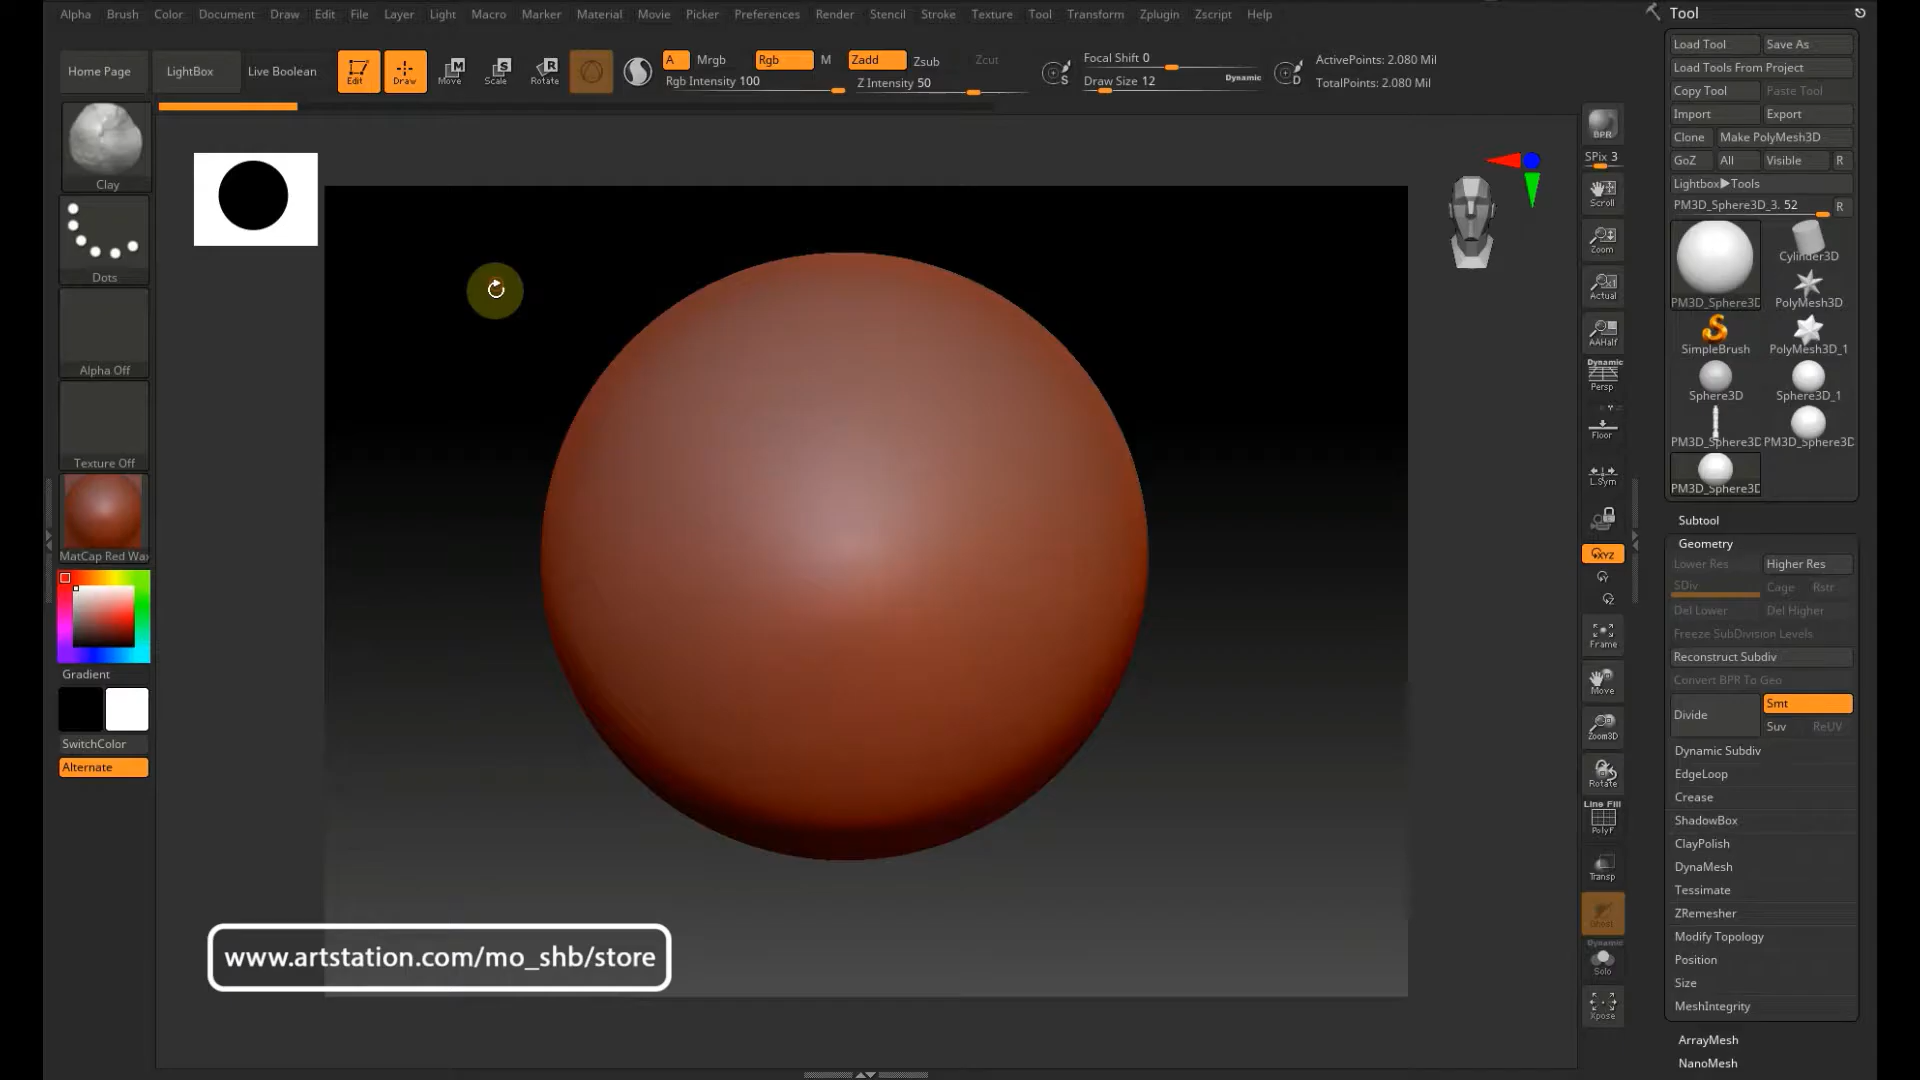 Alpha Brush Color Document Draw Edit File Layer Light Macro Marker Material Movie Picker Preferences Render Stencil Stroke Texture Tool Transform Zplugin Zscript Help
Home Page LightBox Live Boolean Edit Draw Move Scale Rotate
A Mrgb Rgb M Zadd Zsub Zcut
Rgb Intensity 100 Z Intensity 50
Focal Shift 0
Draw Size 12 Dynamic
ActivePoints: 2.080 Mil
TotalPoints: 2.080 Mil
Clay
Dots
Alpha Off
Texture Off
MatCap Red Wax
Gradient
SwitchColor
Alternate
www.artstation.com/mo_shb/store
BPR
SPix 3
Scroll
Zoom
Actual
AAHalf
Dynamic
Persp
Floor
L.Sym
XYZ
Frame
Move
Zoom3D
Rotate
Line Fill
PolyF
Transp
Ghost
Dynamic
Solo
Xpose
Tool
Load Tool Save As
Load Tools From Project
Copy Tool Paste Tool
Import Export
Clone Make PolyMesh3D
GoZ All Visible R
Lightbox▶Tools
PM3D_Sphere3D_3. 52 R
PM3D_Sphere3D Cylinder3D
PolyMesh3D
SimpleBrush PolyMesh3D_1
Sphere3D Sphere3D_1
PM3D_Sphere3D PM3D_Sphere3D
PM3D_Sphere3D
Subtool
Geometry
Lower Res Higher Res
SDiv Cage Rstr
Del Lower Del Higher
Freeze SubDivision Levels
Reconstruct Subdiv
Convert BPR To Geo
Divide Smt
Suv ReUV
Dynamic Subdiv
EdgeLoop
Crease
ShadowBox
ClayPolish
DynaMesh
Tessimate
ZRemesher
Modify Topology
Position
Size
MeshIntegrity
ArrayMesh
NanoMesh